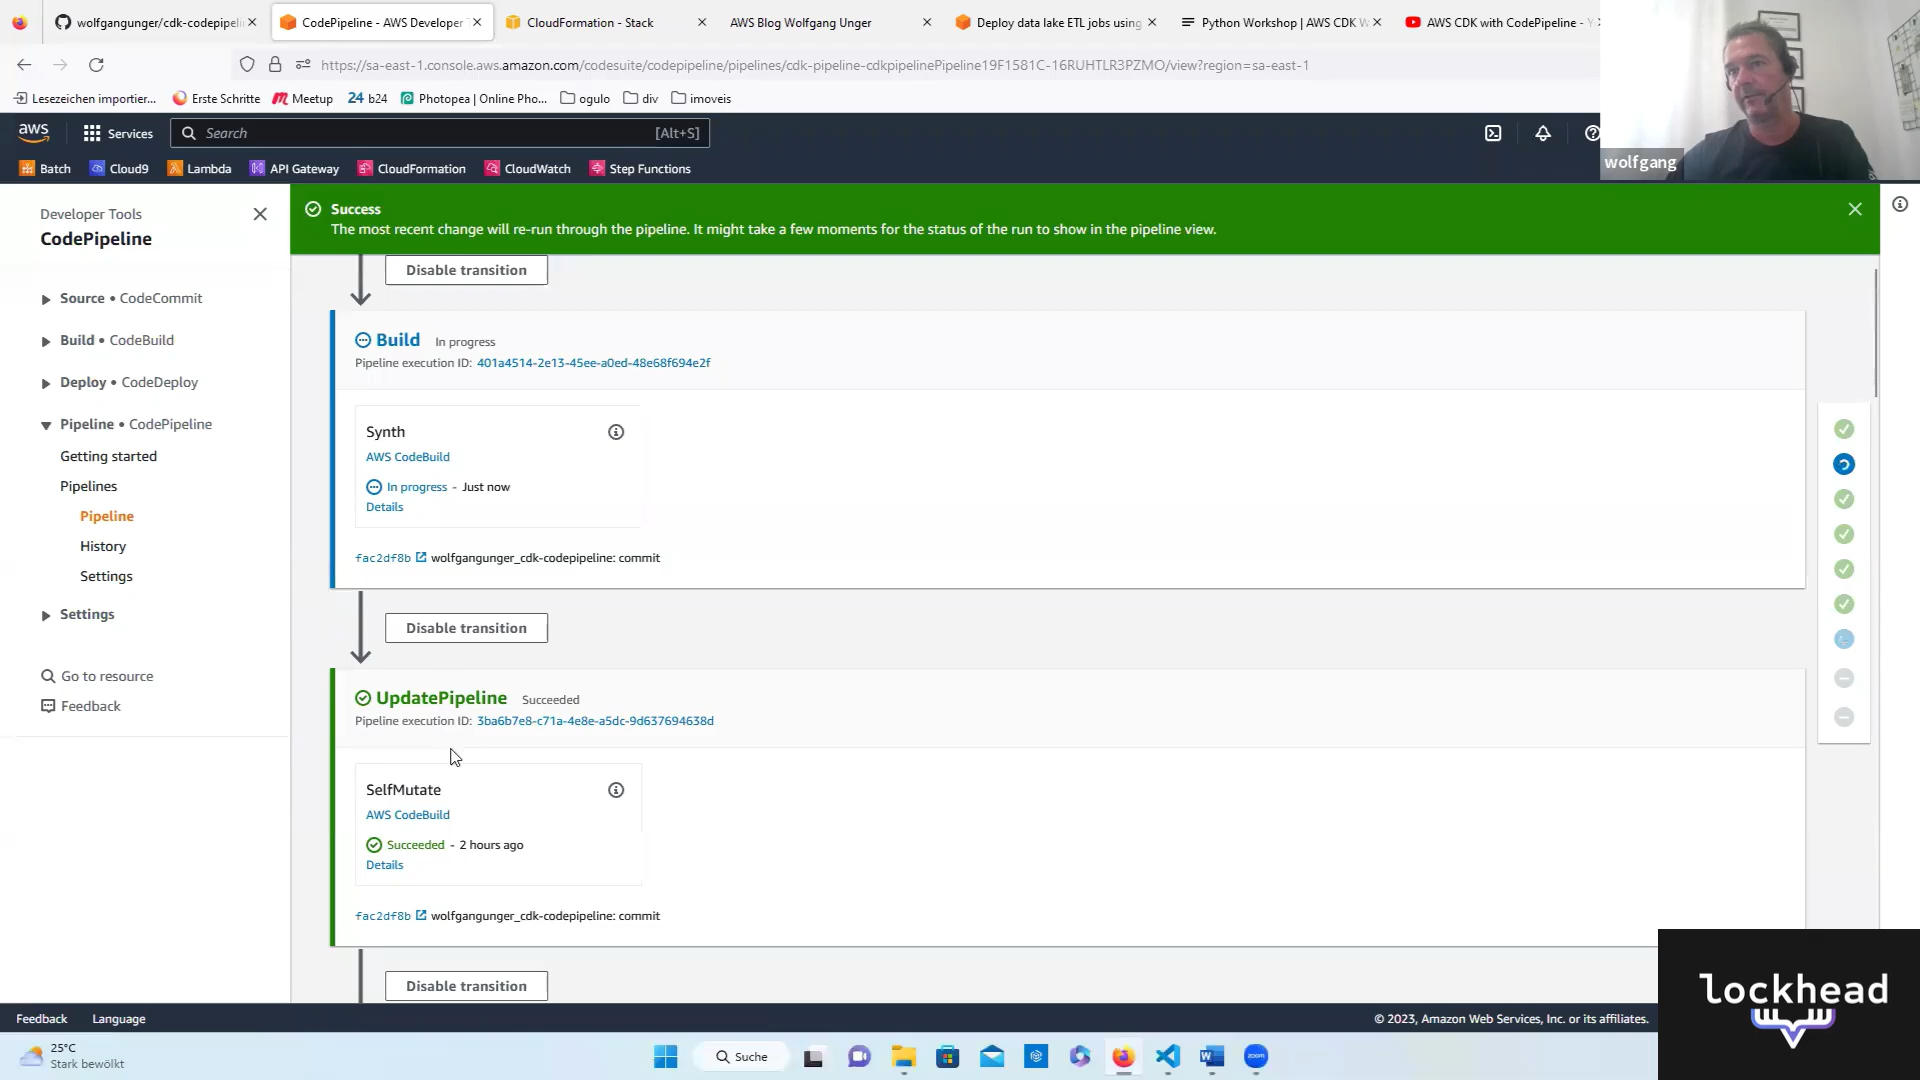 wolfgangunger/cdk-codepipeli
CodePipeline - AWS Developer T
CloudFormation - Stack
AWS Blog Wolfgang Unger
Deploy data lake ETL jobs using
Python Workshop | AWS CDK W
AWS CDK with CodePipeline - Y
https://sa-east-1.console.aws.amazon.com/codesuite/codepipeline/pipelines/cdk-pipeline-cdkpipelinePipeline19F1581C-16RUHTLR3PZMO/view?region=sa-east-1
Lesezeichen importier...
Erste Schritte
Meetup
24 b24
Photopea | Online Pho...
ogulo
div
imoveis
aws
Services
Search
[Alt+S]
wolfgang
Batch
Cloud9
Lambda
API Gateway
CloudFormation
CloudWatch
Step Functions
Developer Tools
CodePipeline
Source • CodeCommit
Build • CodeBuild
Deploy • CodeDeploy
Pipeline • CodePipeline
Getting started
Pipelines
Pipeline
History
Settings
Settings
Go to resource
Feedback
Success
The most recent change will re-run through the pipeline. It might take a few moments for the status of the run to show in the pipeline view.
Disable transition
Build In progress
Pipeline execution ID: 401a4514-2e13-45ee-a0ed-48e68f694e2f
Synth
AWS CodeBuild
In progress - Just now
Details
fac2df8b wolfgangunger_cdk-codepipeline: commit
Disable transition
UpdatePipeline Succeeded
Pipeline execution ID: 3ba6b7e8-c71a-4e8e-a5dc-9d637694638d
SelfMutate
AWS CodeBuild
Succeeded - 2 hours ago
Details
fac2df8b wolfgangunger_cdk-codepipeline: commit
Disable transition
lockhead
Feedback
Language
© 2023, Amazon Web Services, Inc. or its affiliates.
25°C
Stark bewölkt
Suche
zoom